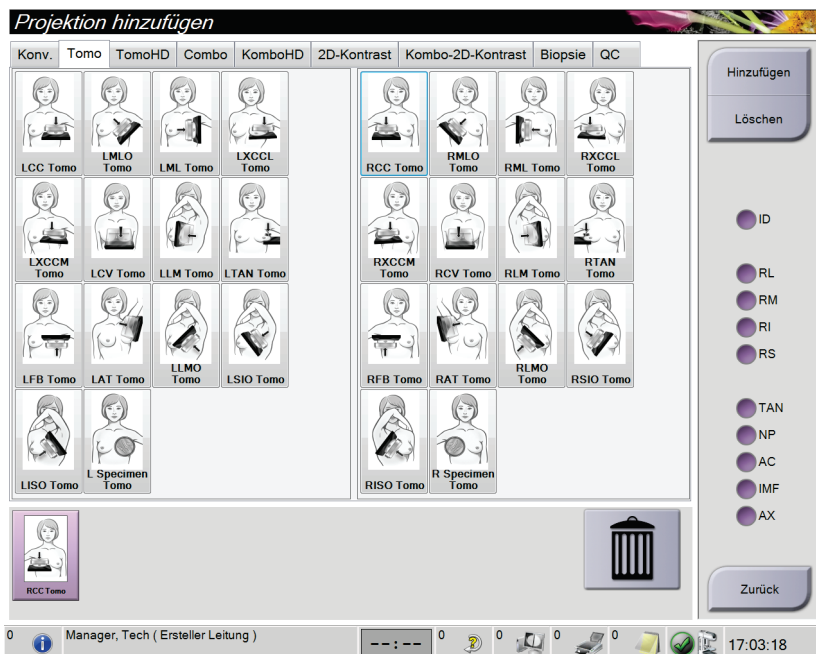 Projektion hinzufügen
Konv. Tomo TomoHD Combo KomboHD 2D-Kontrast Kombo-2D-Kontrast Biopsie QC
LCC Tomo
LMLO
Tomo
LML Tomo
LXCCL
Tomo
LXCCM
Tomo
LCV Tomo
LLM Tomo
LTAN Tomo
LFB Tomo
LAT Tomo
LLMO
Tomo
LSIO Tomo
LISO Tomo
L Specimen
Tomo
RCC Tomo
RMLO
Tomo
RML Tomo
RXCCL
Tomo
RXCCM
Tomo
RCV Tomo
RLM Tomo
RTAN
Tomo
RFB Tomo
RAT Tomo
RLMO
Tomo
RSIO Tomo
RISO Tomo
R Specimen
Tomo
Hinzufügen
Löschen
ID
RL
RM
RI
RS
TAN
NP
AC
IMF
AX
Zurück
RCC Tomo
0 Manager, Tech ( Ersteller Leitung ) --:-- 0 0 0 0 17:03:18